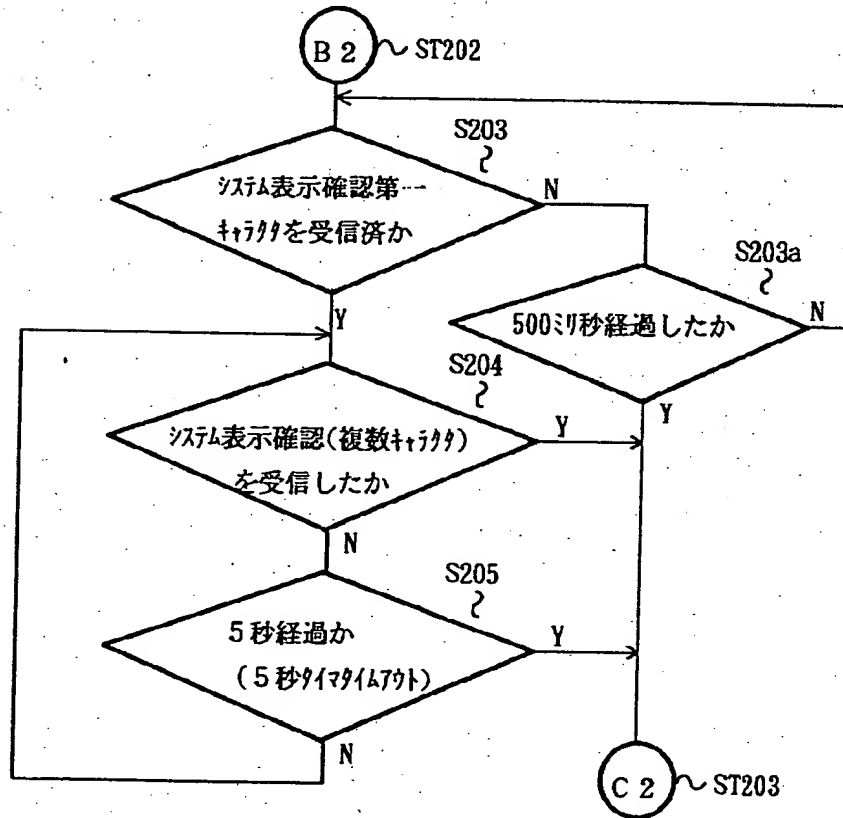 B2
ST202
S203
システム表示確認第一
キャラクタを受信済か
N
S203a
500ミリ秒経過したか
N
Y
Y
S204
システム表示確認(複数キャラクタ)
を受信したか
Y
N
S205
5秒経過か
(5秒タイマタイムアウト)
Y
N
C2
ST203